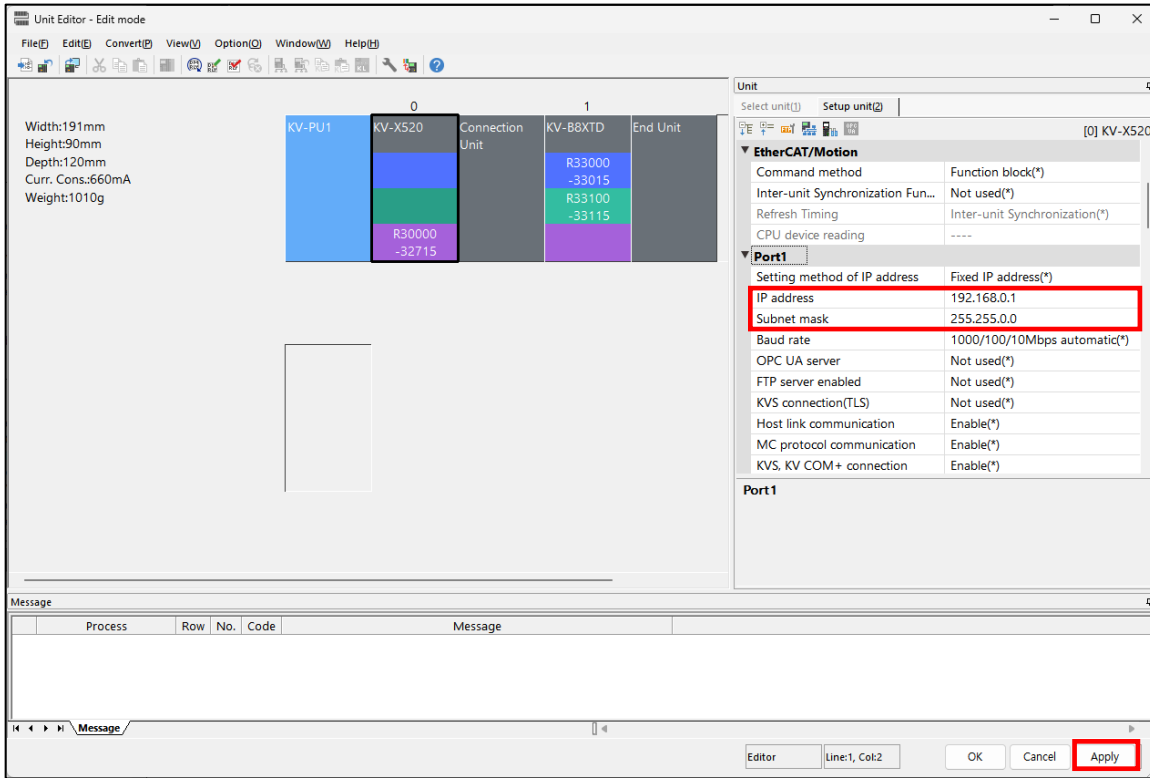 Unit Editor - Edit mode
File(F) Edit(E) Convert(P) View(V) Option(O) Window(W) Help(H)
Width:191mm
Height:90mm
Depth:120mm
Curr. Cons.:660mA
Weight:1010g
0 1
KV-PU1 KV-X520 Connection Unit KV-B8XTD End Unit
R33000
-33015
R33100
-33115
R30000
-32715
Unit
Select unit(1) Setup unit(2)
[0] KV-X520
EtherCAT/Motion
Command method Function block(*)
Inter-unit Synchronization Fun... Not used(*)
Refresh Timing Inter-unit Synchronization(*)
CPU device reading ----
Port1
Setting method of IP address Fixed IP address(*)
IP address 192.168.0.1
Subnet mask 255.255.0.0
Baud rate 1000/100/10Mbps automatic(*)
OPC UA server Not used(*)
FTP server enabled Not used(*)
KVS connection(TLS) Not used(*)
Host link communication Enable(*)
MC protocol communication Enable(*)
KVS, KV COM+ connection Enable(*)
Port1
Message
Process Row No. Code Message
Message
Editor Line:1, Col:2 OK Cancel Apply